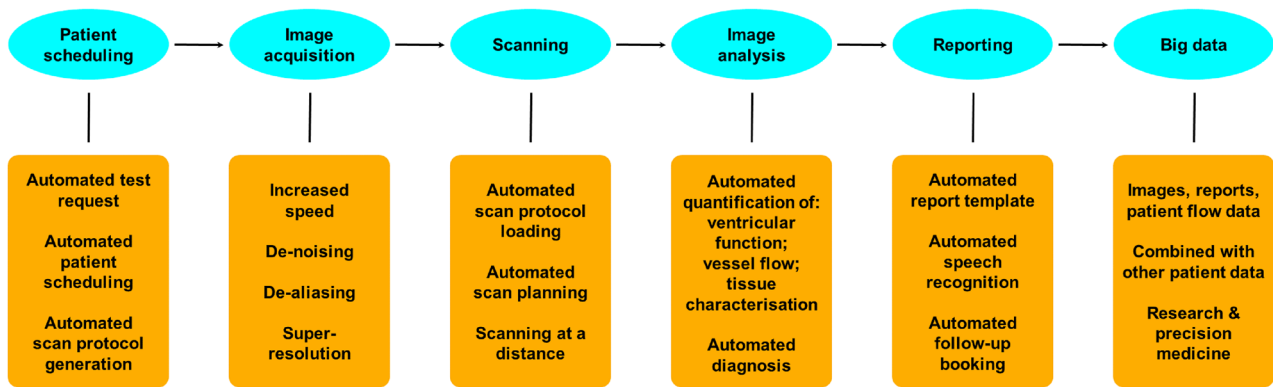 Patient
scheduling
Image
acquisition
Scanning
Image
analysis
Reporting
Big data
Automated test
request
Automated
patient
scheduling
Automated
scan protocol
generation
Increased
speed
De-noising
De-aliasing
Super-
resolution
Automated
scan protocol
loading
Automated
scan planning
Scanning at a
distance
Automated
quantification of:
ventricular
function;
vessel flow;
tissue
characterisation
Automated
diagnosis
Automated
report template
Automated
speech
recognition
Automated
follow-up
booking
Images, reports,
patient flow data
Combined with
other patient data
Research &
precision
medicine